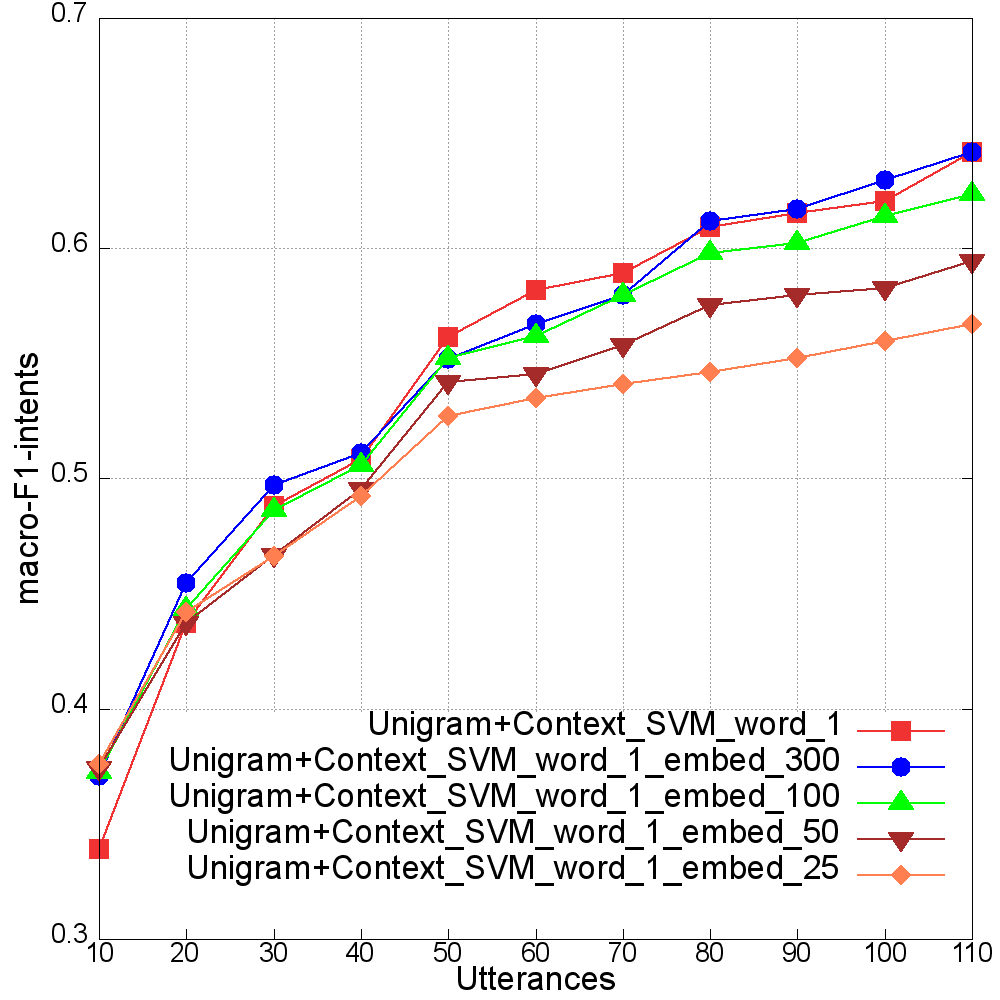 0.7
0.6
0.5
0.4
0.3
macro-F1-intents
Unigram+Context_SVM_word_1
Unigram+Context_SVM_word_1_embed_300
Unigram+Context_SVM_word_1_embed_100
Unigram+Context_SVM_word_1_embed_50
Unigram+Context_SVM_word_1_embed_25
10 20 30 40 50 60 70 80 90 100 110
Utterances